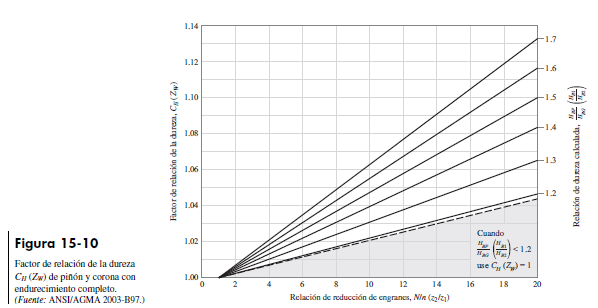 1.14
1.12
1.10
1.08
1.06
1.04
1.02
1.00
Factor de relación de la dureza, C_H (Z_W)
0 2 4 6 8 10 12 14 16 18 20
Relación de reducción de engranes, N/n (z₂/z₁)
1.7
1.6
1.5
1.4
1.3
1.2
Relación de dureza calculada, H_BP/H_BG (H_B1/H_B2)
Cuando
H_BP/H_BG (H_B1/H_B2) < 1.2
use C_H (Z_W) = 1
Figura 15-10
Factor de relación de la dureza
C_H (Z_W) de piñón y corona con
endurecimiento completo.
(Fuente: ANSI/AGMA 2003-B97.)